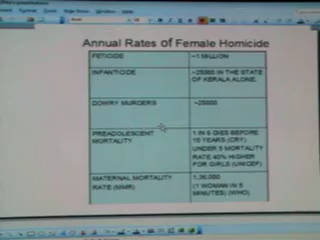 Annual Rates of Female Homicide
FETICIDE
~1 MILLION
INFANTICIDE
~25000 IN THE STATE
OF KERALA ALONE.
DOWRY MURDERS
~25000
PREADOLESCENT
MORTALITY
1 IN 6 DIES BEFORE
15 YEARS (CRY)
UNDER 5 MORTALITY
RATE 40% HIGHER
FOR GIRLS (UNICEF)
MATERNAL MORTALITY
RATE (MMR)
1,36,000
(1 WOMAN IN 5
MINUTES) (WHO)